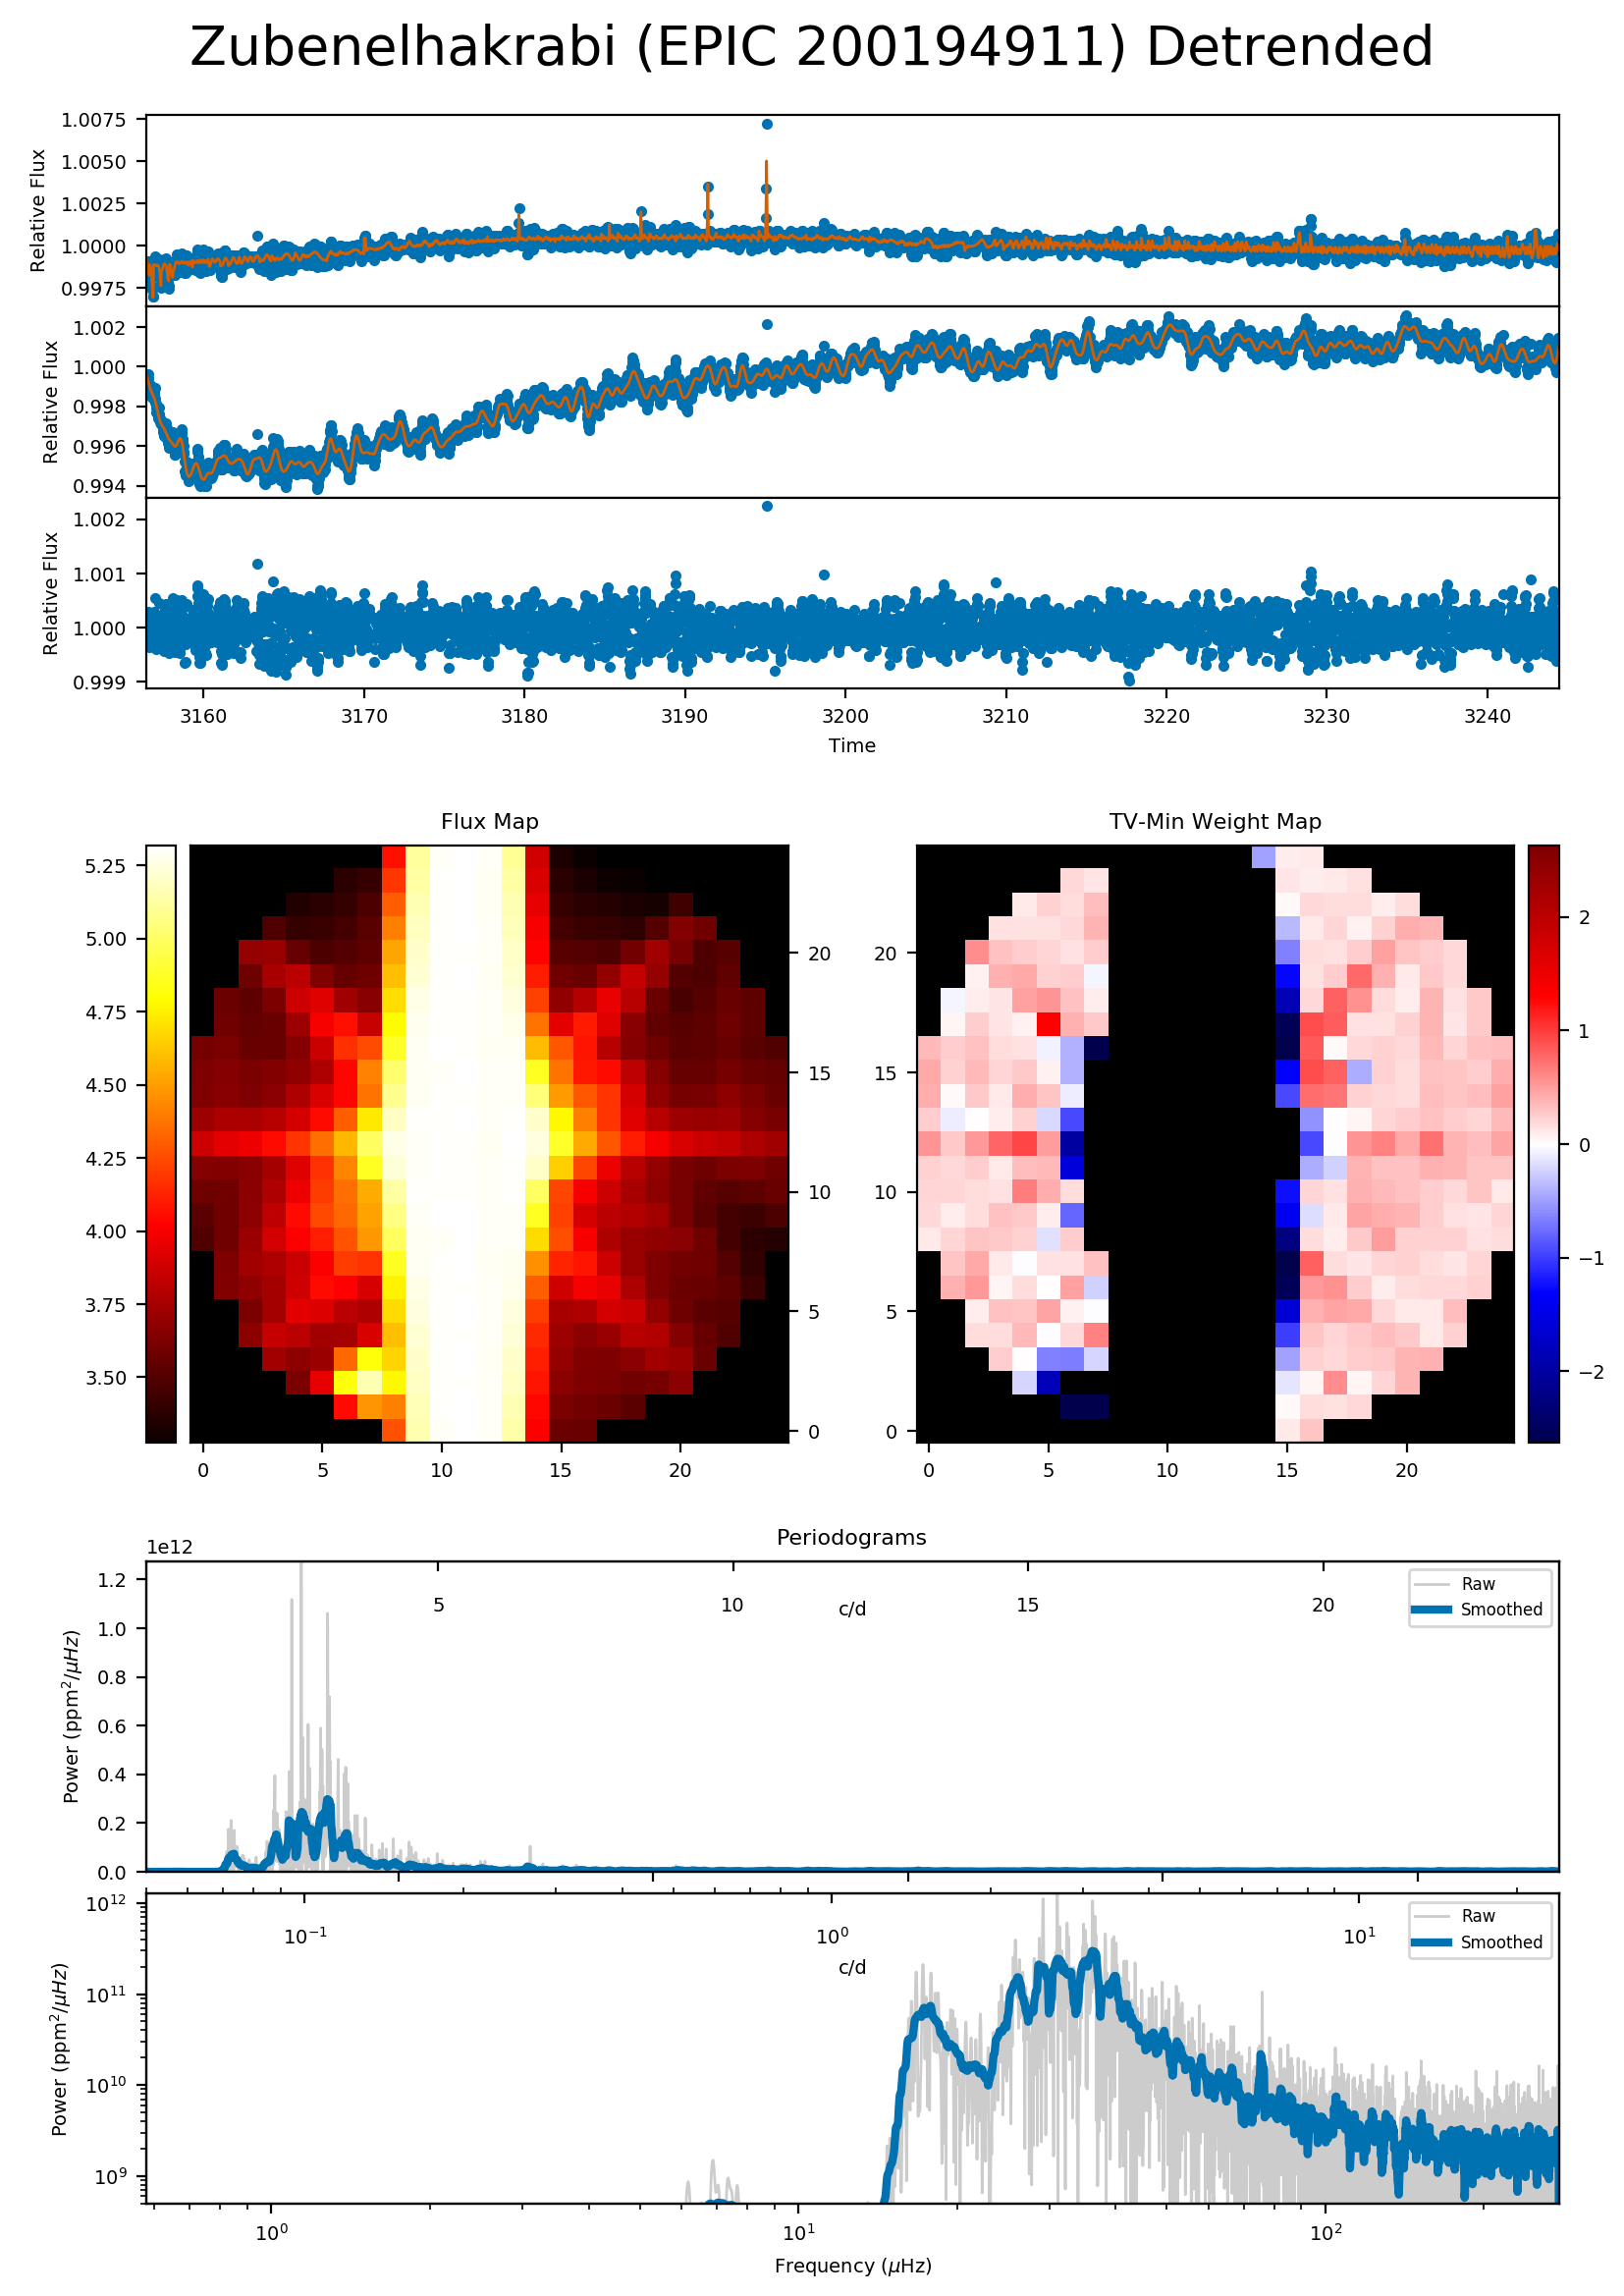 Zubenelhakrabi (EPIC 200194911) Detrended
1.0075
1.0050
1.0025
1.0000
0.9975
Relative Flux
1.002
1.000
0.998
0.996
0.994
Relative Flux
1.002
1.001
1.000
0.999
Relative Flux
3160 3170 3180 3190 3200 3210 3220 3230 3240
Time
Flux Map
5.25
5.00
4.75
4.50
4.25
4.00
3.75
3.50
20
15
10
5
0
0 5 10 15 20
TV-Min Weight Map
20
15
10
5
0
0 5 10 15 20
2
1
0
−1
−2
Periodograms
1e12
1.2
1.0
0.8
0.6
0.4
0.2
0.0
Power (ppm²/μHz)
5 10 15 20
c/d
Raw
Smoothed
10¹²
10¹¹
10¹⁰
10⁹
Power (ppm²/μHz)
10⁻¹ 10⁰ 10¹
c/d
Raw
Smoothed
10⁰ 10¹ 10²
Frequency (μHz)